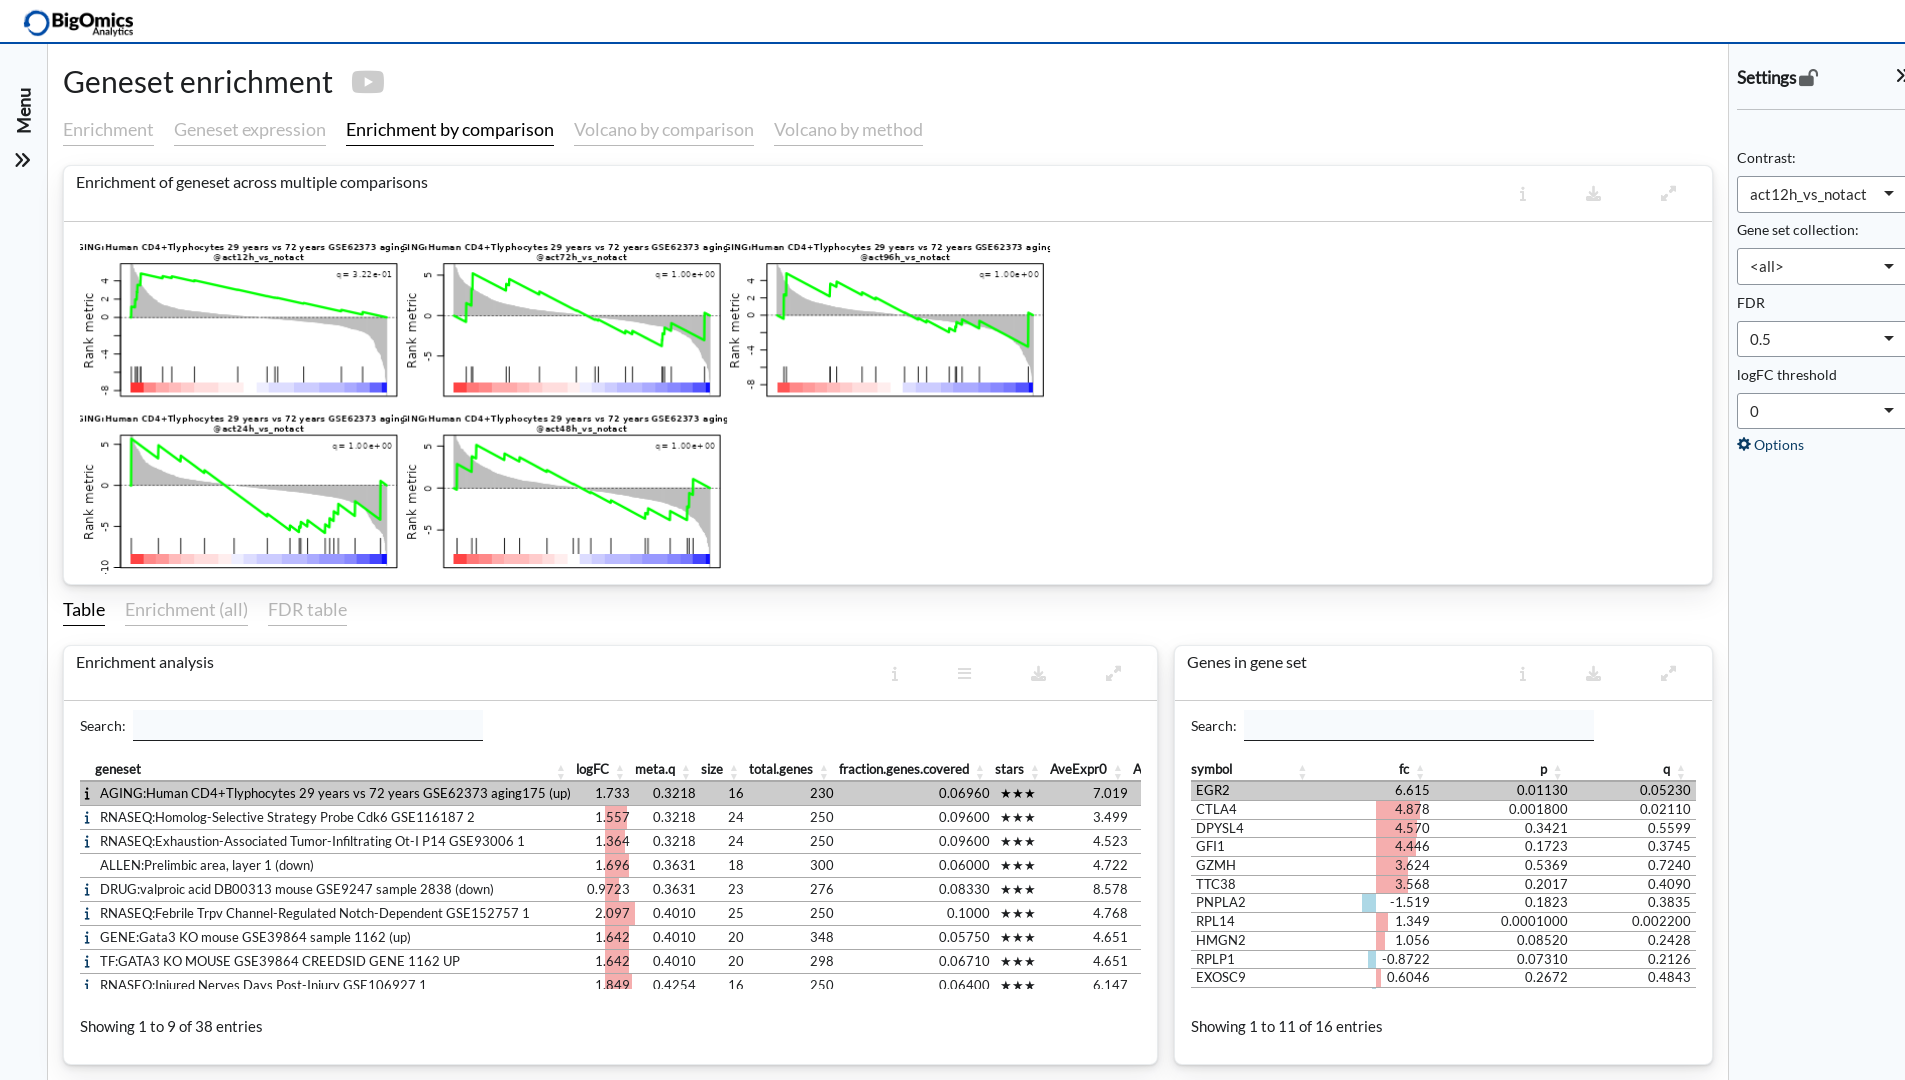 BigOmics
Analytics
Menu
Geneset enrichment
Enrichment
Geneset expression
Enrichment by comparison
Volcano by comparison
Volcano by method
Enrichment of geneset across multiple comparisons
Human CD4+Tlyphocytes 29 years vs 72 years GSE62373
@act12h_vs_notact
q= 3.22e-01
Rank metric
4
2
0
-4
-8
Human CD4+Tlyphocytes 29 years vs 72 years GSE62373
@act72h_vs_notact
q= 1.00e+00
Rank metric
5
0
-5
Human CD4+Tlyphocytes 29 years vs 72 years GSE62373
@act96h_vs_notact
q= 1.00e+00
Rank metric
4
2
0
-4
-8
Human CD4+Tlyphocytes 29 years vs 72 years GSE62373
@act24h_vs_notact
q= 1.00e+00
Rank metric
5
0
-5
-10
Human CD4+Tlyphocytes 29 years vs 72 years GSE62373 aging
@act48h_vs_notact
q= 1.00e+00
Rank metric
5
0
-5
Table
Enrichment (all)
FDR table
Enrichment analysis
Search:
geneset logFC meta.q size total.genes fraction.genes.covered stars AveExpr0 A
AGING:Human CD4+Tlyphocytes 29 years vs 72 years GSE62373 aging175 (up) 1.733 0.3218 16 230 0.06960 ★★★ 7.019
RNASEQ:Homolog-Selective Strategy Probe Cdk6 GSE116187 2 1.557 0.3218 24 250 0.09600 ★★★ 3.499
RNASEQ:Exhaustion-Associated Tumor-Infiltrating Ot-I P14 GSE93006 1 1.364 0.3218 24 250 0.09600 ★★★ 4.523
ALLEN:Prelimbic area, layer 1 (down) 1.696 0.3631 18 300 0.06000 ★★★ 4.722
DRUG:valproic acid DB00313 mouse GSE9247 sample 2838 (down) 0.9723 0.3631 23 276 0.08330 ★★★ 8.578
RNASEQ:Febrile Trpv Channel-Regulated Notch-Dependent GSE152757 1 2.097 0.4010 25 250 0.1000 ★★★ 4.768
GENE:Gata3 KO mouse GSE39864 sample 1162 (up) 1.642 0.4010 20 348 0.05750 ★★★ 4.651
TF:GATA3 KO MOUSE GSE39864 CREEDSID GENE 1162 UP 1.642 0.4010 20 298 0.06710 ★★★ 4.651
RNASEQ:Injured Nerves Days Post-Injury GSE106927 1 1.849 0.4254 16 250 0.06400 ★★★ 6.147
Showing 1 to 9 of 38 entries
Genes in gene set
Search:
symbol fc p q
EGR2 6.615 0.01130 0.05230
CTLA4 4.878 0.001800 0.02110
DPYSL4 4.570 0.3421 0.5599
GFI1 4.446 0.1723 0.3745
GZMH 3.624 0.5369 0.7240
TTC38 3.568 0.2017 0.4090
PNPLA2 -1.519 0.1823 0.3835
RPL14 1.349 0.0001000 0.002200
HMGN2 1.056 0.08520 0.2428
RPLP1 -0.8722 0.07310 0.2126
EXOSC9 0.6046 0.2672 0.4843
Showing 1 to 11 of 16 entries
Settings
Contrast:
act12h_vs_notact
Gene set collection:
<all>
FDR
0.5
logFC threshold
0
Options